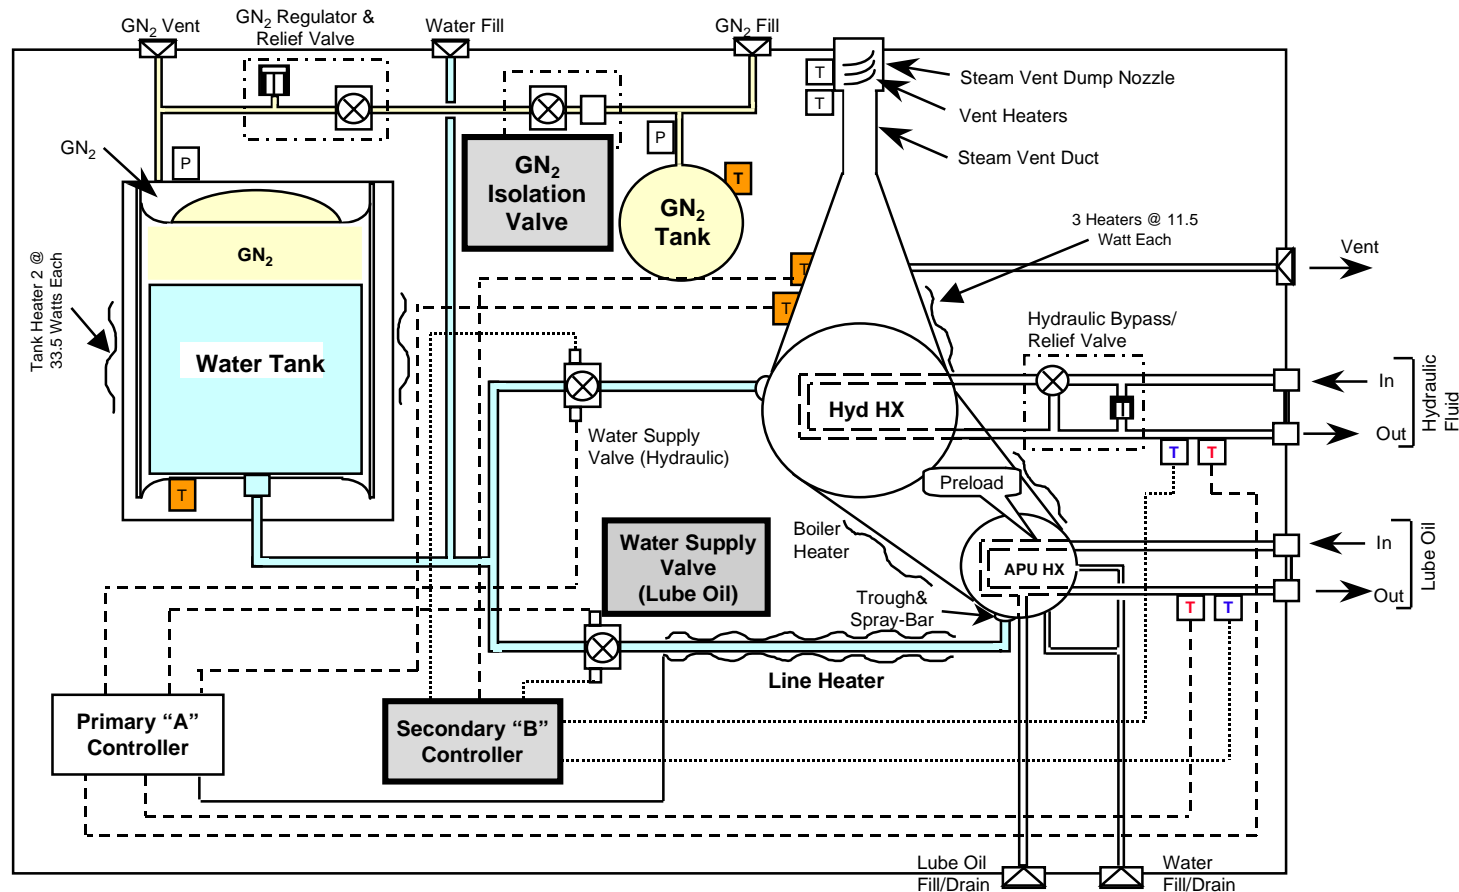 GN2 Vent
GN2 Regulator &
Relief Valve
Water Fill
GN2 Fill
T
T
Steam Vent Dump Nozzle
Vent Heaters
Steam Vent Duct
GN2
P
P
GN2
Isolation
Valve
T
GN2
Tank
3 Heaters @ 11.5
Watt Each
GN2
Tank Heater 2 @
33.5 Watts Each
T
T
Vent
Hydraulic Bypass/
Relief Valve
Water Tank
Hyd HX
In
Out
Hydraulic
Fluid
Water Supply
Valve (Hydraulic)
T
T
T
Preload
Boiler
Heater
Water Supply
Valve
(Lube Oil)
APU HX
In
Out
Lube Oil
Trough&
Spray-Bar
T
T
Line Heater
Primary “A”
Controller
Secondary “B”
Controller
Lube Oil
Fill/Drain
Water
Fill/Drain